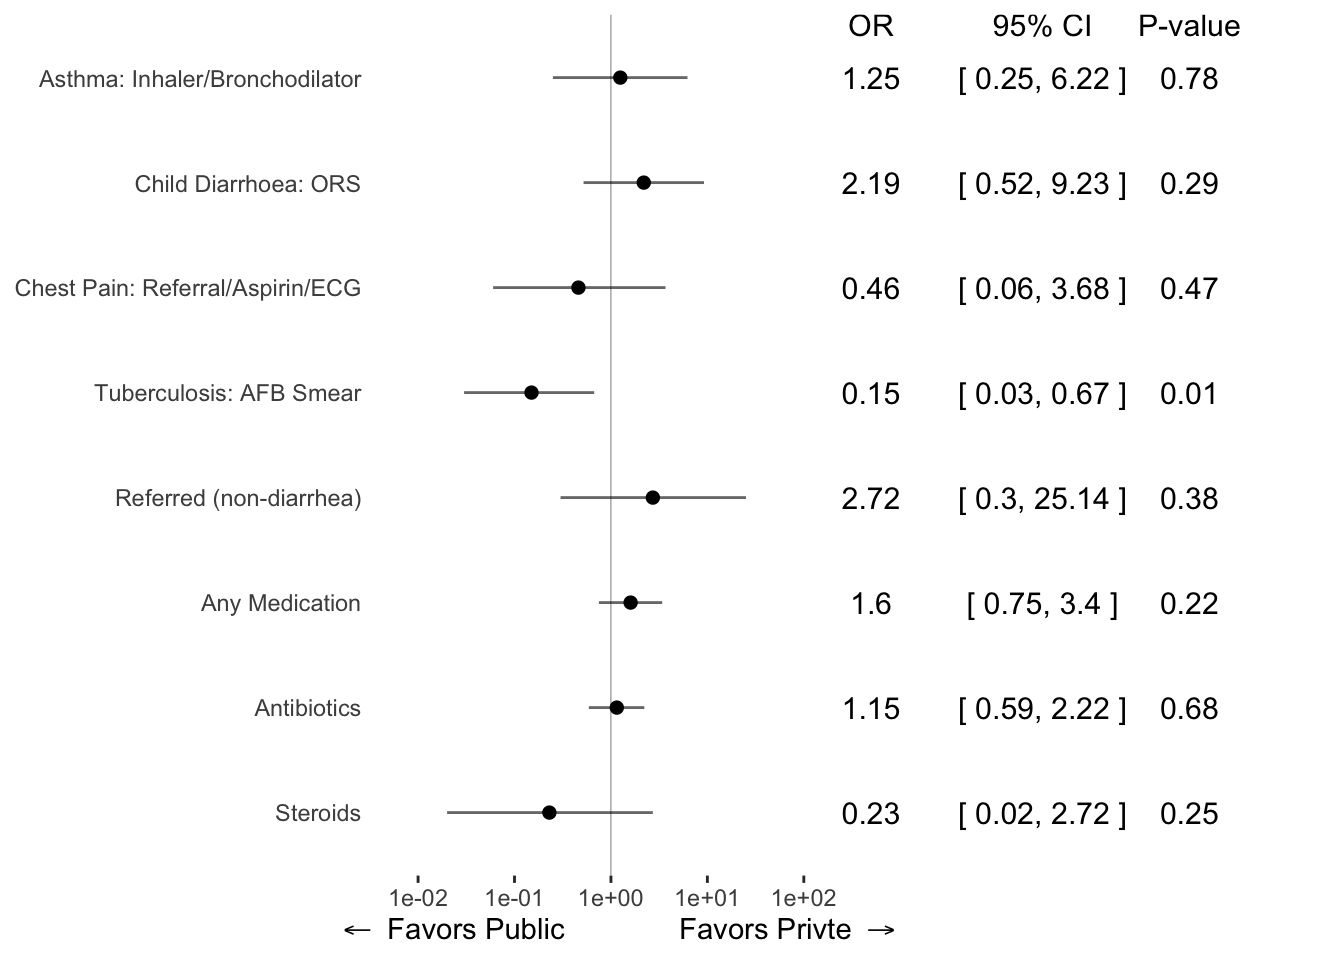 OR 95% CI P-value
Asthma: Inhaler/Bronchodilator 1.25 [ 0.25, 6.22 ] 0.78
Child Diarrhoea: ORS 2.19 [ 0.52, 9.23 ] 0.29
Chest Pain: Referral/Aspirin/ECG 0.46 [ 0.06, 3.68 ] 0.47
Tuberculosis: AFB Smear 0.15 [ 0.03, 0.67 ] 0.01
Referred (non-diarrhea) 2.72 [ 0.3, 25.14 ] 0.38
Any Medication 1.6 [ 0.75, 3.4 ] 0.22
Antibiotics 1.15 [ 0.59, 2.22 ] 0.68
Steroids 0.23 [ 0.02, 2.72 ] 0.25
1e-02 1e-01 1e+00 1e+01 1e+02
← Favors Public Favors Privte →